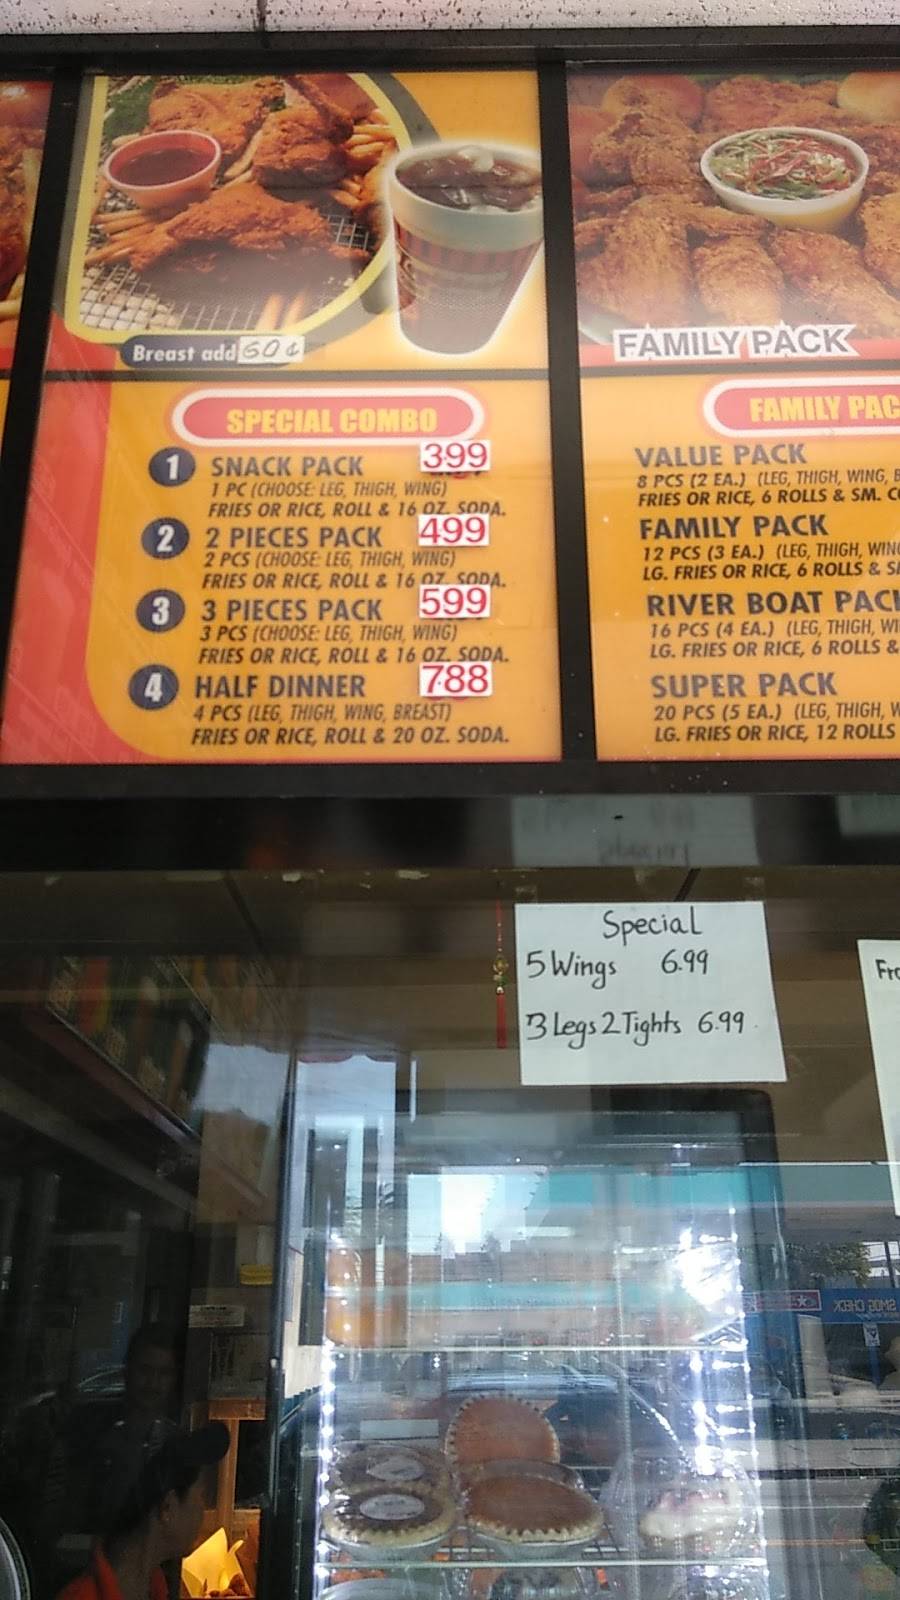 Breast add 60¢
SPECIAL COMBO
1 SNACK PACK 399
1 PC (CHOOSE: LEG, THIGH, WING)
FRIES OR RICE, ROLL & 16 OZ. SODA.
2 2 PIECES PACK 499
2 PCS (CHOOSE: LEG, THIGH, WING)
FRIES OR RICE, ROLL & 16 OZ. SODA.
3 3 PIECES PACK 599
3 PCS (CHOOSE: LEG, THIGH, WING)
FRIES OR RICE, ROLL & 16 OZ. SODA.
4 HALF DINNER 788
4 PCS (LEG, THIGH, WING, BREAST)
FRIES OR RICE, ROLL & 20 OZ. SODA.
FAMILY PACK
FAMILY PAC
VALUE PACK
8 PCS (2 EA.) (LEG, THIGH, WING, B
FRIES OR RICE, 6 ROLLS & SM. C
FAMILY PACK
12 PCS (3 EA.) (LEG, THIGH, WIN
LG. FRIES OR RICE, 6 ROLLS & S
RIVER BOAT PACK
16 PCS (4 EA.) (LEG, THIGH, WI
LG. FRIES OR RICE, 6 ROLLS &
SUPER PACK
20 PCS (5 EA.) (LEG, THIGH, W
LG. FRIES OR RICE, 12 ROLLS
Special
5 Wings 6.99
3 Legs 2 Tights 6.99
Fr
SMOG CHECK